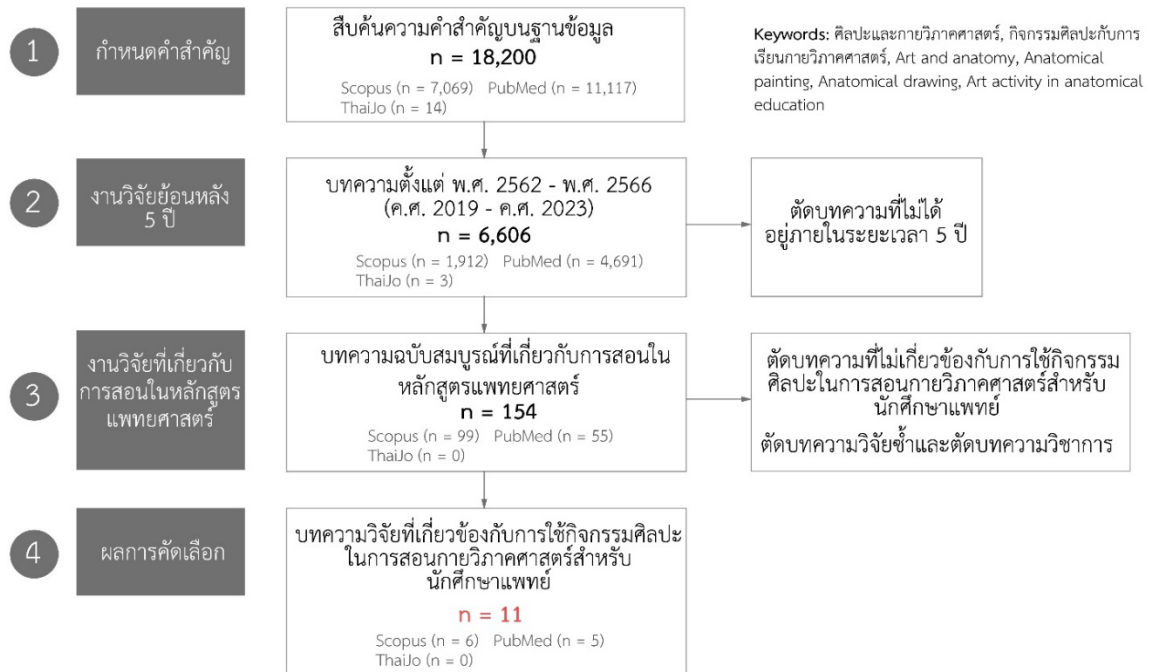 1
กำหนดคำสำคัญ
สืบค้นความคำสำคัญบนฐานข้อมูล
n = 18,200
Scopus (n = 7,069) PubMed (n = 11,117)
ThaiJo (n = 14)
Keywords: ศิลปะและกายวิภาคศาสตร์, กิจกรรมศิลปะกับการ
เรียนกายวิภาคศาสตร์, Art and anatomy, Anatomical
painting, Anatomical drawing, Art activity in anatomical
education
2
งานวิจัยย้อนหลัง
5 ปี
บทความตั้งแต่ พ.ศ. 2562 - พ.ศ. 2566
(ค.ศ. 2019 - ค.ศ. 2023)
n = 6,606
Scopus (n = 1,912) PubMed (n = 4,691)
ThaiJo (n = 3)
ตัดบทความที่ไม่ได้
อยู่ภายในระยะเวลา 5 ปี
3
งานวิจัยที่เกี่ยวกับ
การสอนในหลักสูตร
แพทยศาสตร์
บทความฉบับสมบูรณ์ที่เกี่ยวกับการสอนใน
หลักสูตรแพทยศาสตร์
n = 154
Scopus (n = 99) PubMed (n = 55)
ThaiJo (n = 0)
ตัดบทความที่ไม่เกี่ยวข้องกับการใช้กิจกรรม
ศิลปะในการสอนกายวิภาคศาสตร์สำหรับ
นักศึกษาแพทย์
ตัดบทความวิจัยซ้ำและตัดบทความวิชาการ
4
ผลการคัดเลือก
บทความวิจัยที่เกี่ยวข้องกับการใช้กิจกรรมศิลปะ
ในการสอนกายวิภาคศาสตร์สำหรับ
นักศึกษาแพทย์
n = 11
Scopus (n = 6) PubMed (n = 5)
ThaiJo (n = 0)